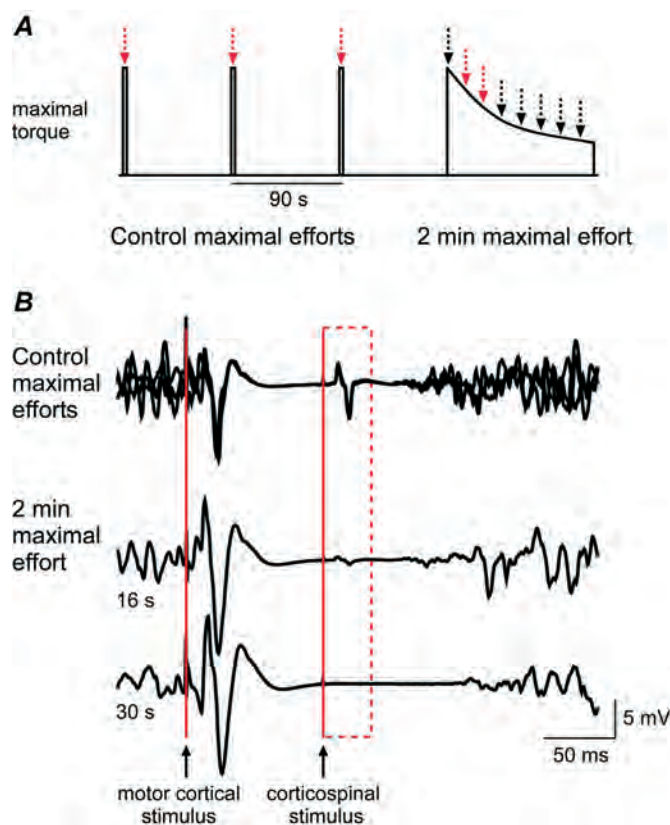 A
maximal
torque
90 s
Control maximal efforts
2 min maximal effort
B
Control
maximal
efforts
2 min
maximal
effort
16 s
30 s
5 mV
50 ms
motor cortical
stimulus
corticospinal
stimulus